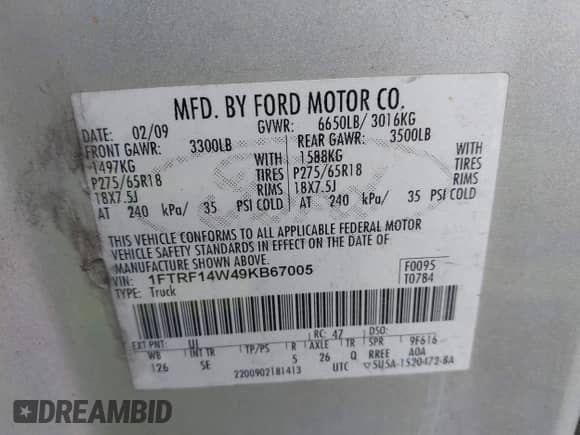 MFD. BY FORD MOTOR CO.
DATE: 02/09 GVWR: 6650LB/ 3016KG
FRONT GAWR: 3300LB REAR GAWR: 3500LB
1497KG WITH 1588KG WITH
P275/65R18 TIRES P275/65R18 TIRES
18X7.5J RIMS 18X7.5J RIMS
AT 240 kPa/ 35 PSI COLD AT 240 kPa/ 35 PSI COLD
THIS VEHICLE CONFORMS TO ALL APPLICABLE FEDERAL MOTOR
VEHICLE SAFETY STANDARDS IN EFFECT ON THE DATE OF
MANUFACTURE SHOWN ABOVE.
VIN: 1FTRF14W49KB67005 F0095
TYPE: Truck T0784
EXT PNT: UI RC: 47 DSO:
WB INT TR TP/PS R AXLE TR SPR 9F616
126 SE 5 26 Q RREE A0A
2200902181413 UTC 5U5A-1520472-BA
DREAMBID